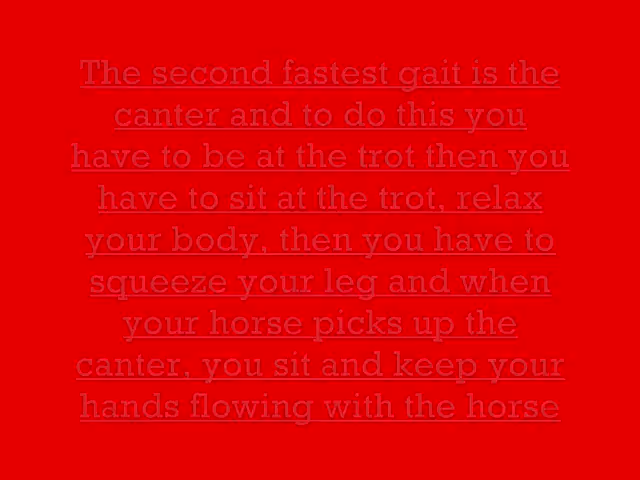 The second fastest gait is the
canter and to do this you
have to be at the trot then you
have to sit at the trot, relax
your body, then you have to
squeeze your leg and when
your horse picks up the
canter, you sit and keep your
hands flowing with the horse